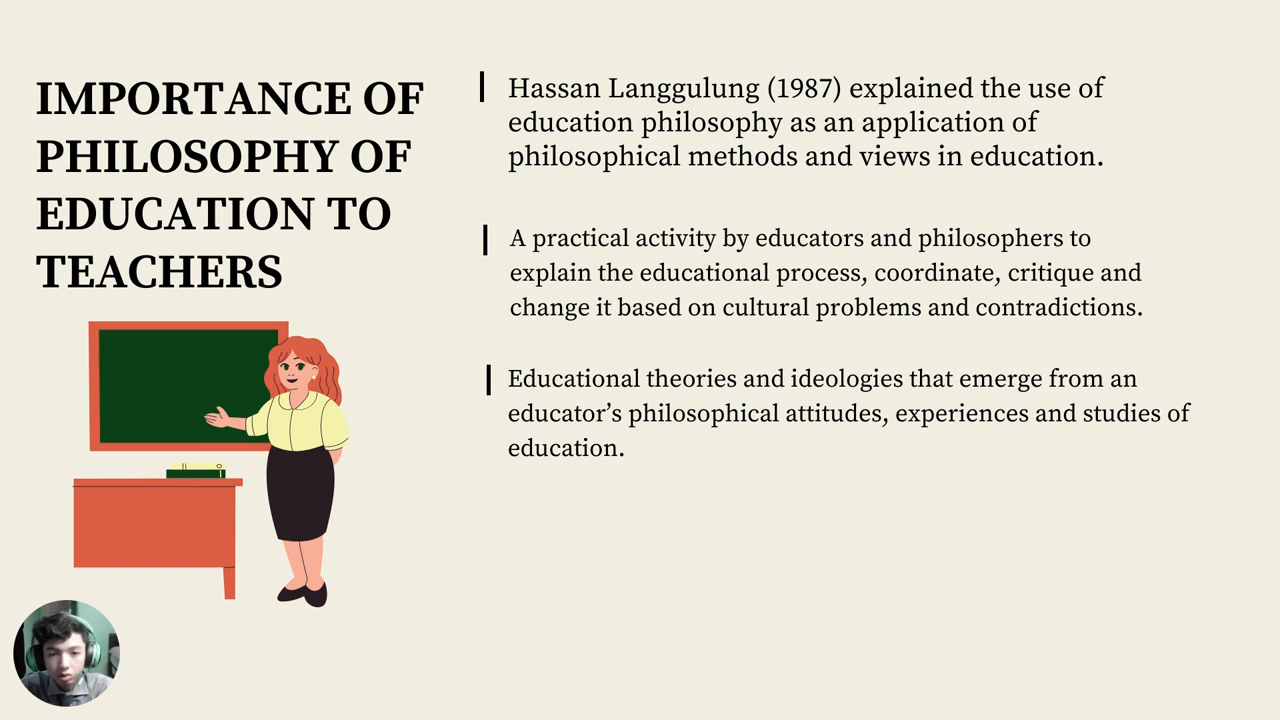 IMPORTANCE OF
PHILOSOPHY OF
EDUCATION TO
TEACHERS
Hassan Langgulung (1987) explained the use of
education philosophy as an application of
philosophical methods and views in education.
A practical activity by educators and philosophers to
explain the educational process, coordinate, critique and
change it based on cultural problems and contradictions.
Educational theories and ideologies that emerge from an
educator’s philosophical attitudes, experiences and studies of
education.